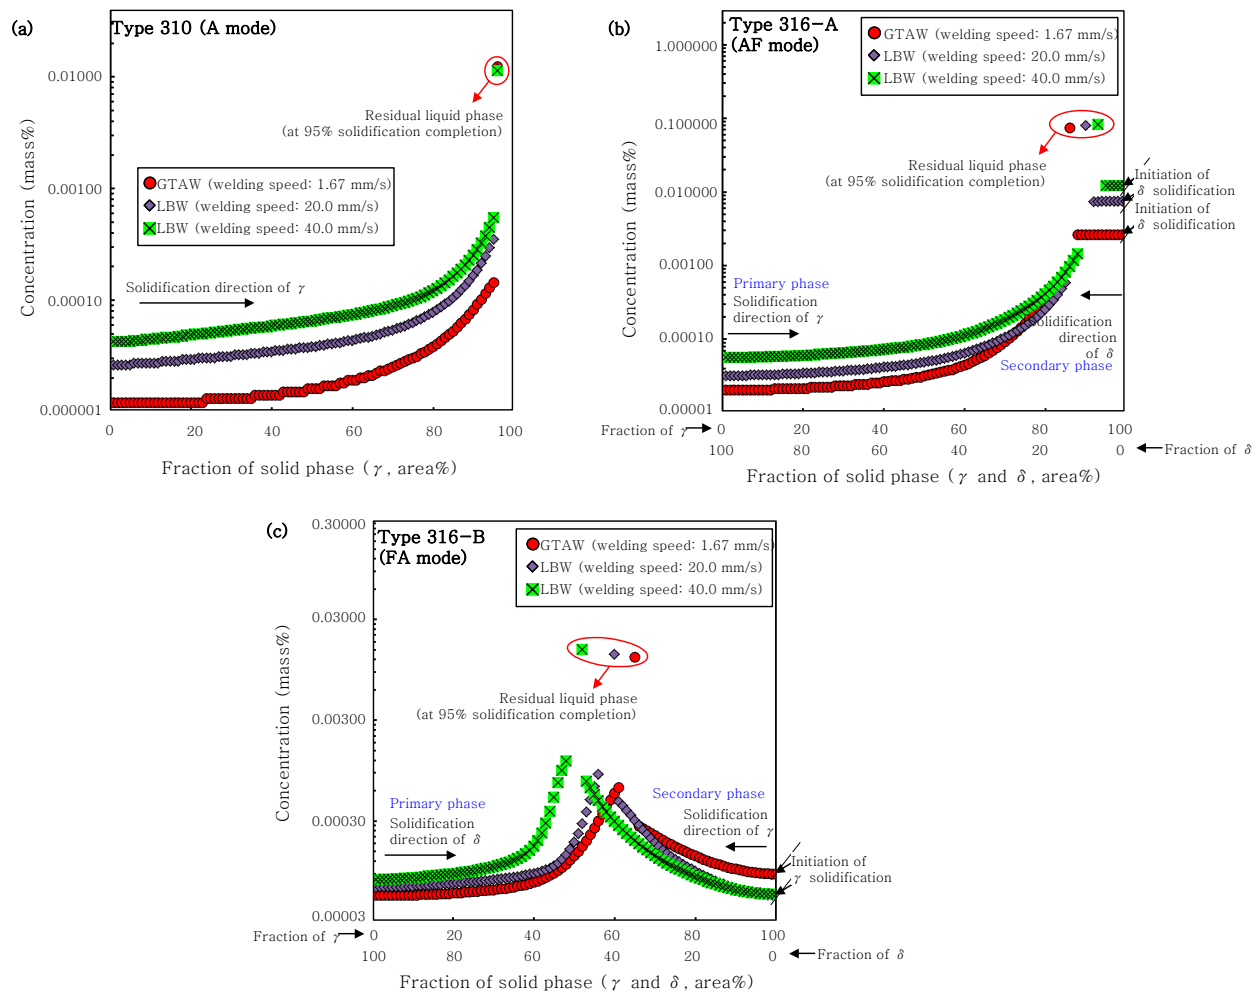 (a)
Type 310 (A mode)
0.01000
0.00100
0.00010
0.000001
Concentration (mass%)
Residual liquid phase
(at 95% solidification completion)
GTAW (welding speed: 1.67 mm/s)
LBW (welding speed: 20.0 mm/s)
LBW (welding speed: 40.0 mm/s)
Solidification direction of γ
0 20 40 60 80 100
Fraction of solid phase (γ, area%)
(b)
Type 316-A
(AF mode)
GTAW (welding speed: 1.67 mm/s)
LBW (welding speed: 20.0 mm/s)
LBW (welding speed: 40.0 mm/s)
1.000000
0.100000
0.010000
0.00100
0.00010
0.00001
Concentration (mass%)
Residual liquid phase
(at 95% solidification completion)
Initiation of
δ solidification
Initiation of
δ solidification
Primary phase
Solidification
direction of γ
Solidification
direction
of δ
Secondary phase
Fraction of γ
0 20 40 60 80 100
100 80 60 40 20 0
Fraction of δ
Fraction of solid phase (γ and δ, area%)
(c)
Type 316-B
(FA mode)
GTAW (welding speed: 1.67 mm/s)
LBW (welding speed: 20.0 mm/s)
LBW (welding speed: 40.0 mm/s)
0.30000
0.03000
0.00300
0.00030
0.00003
Concentration (mass%)
Residual liquid phase
(at 95% solidification completion)
Primary phase
Solidification
direction of δ
Secondary phase
Solidification
direction of γ
Initiation of
γ solidification
Fraction of γ
0 20 40 60 80 100
100 80 60 40 20 0
Fraction of δ
Fraction of solid phase (γ and δ, area%)